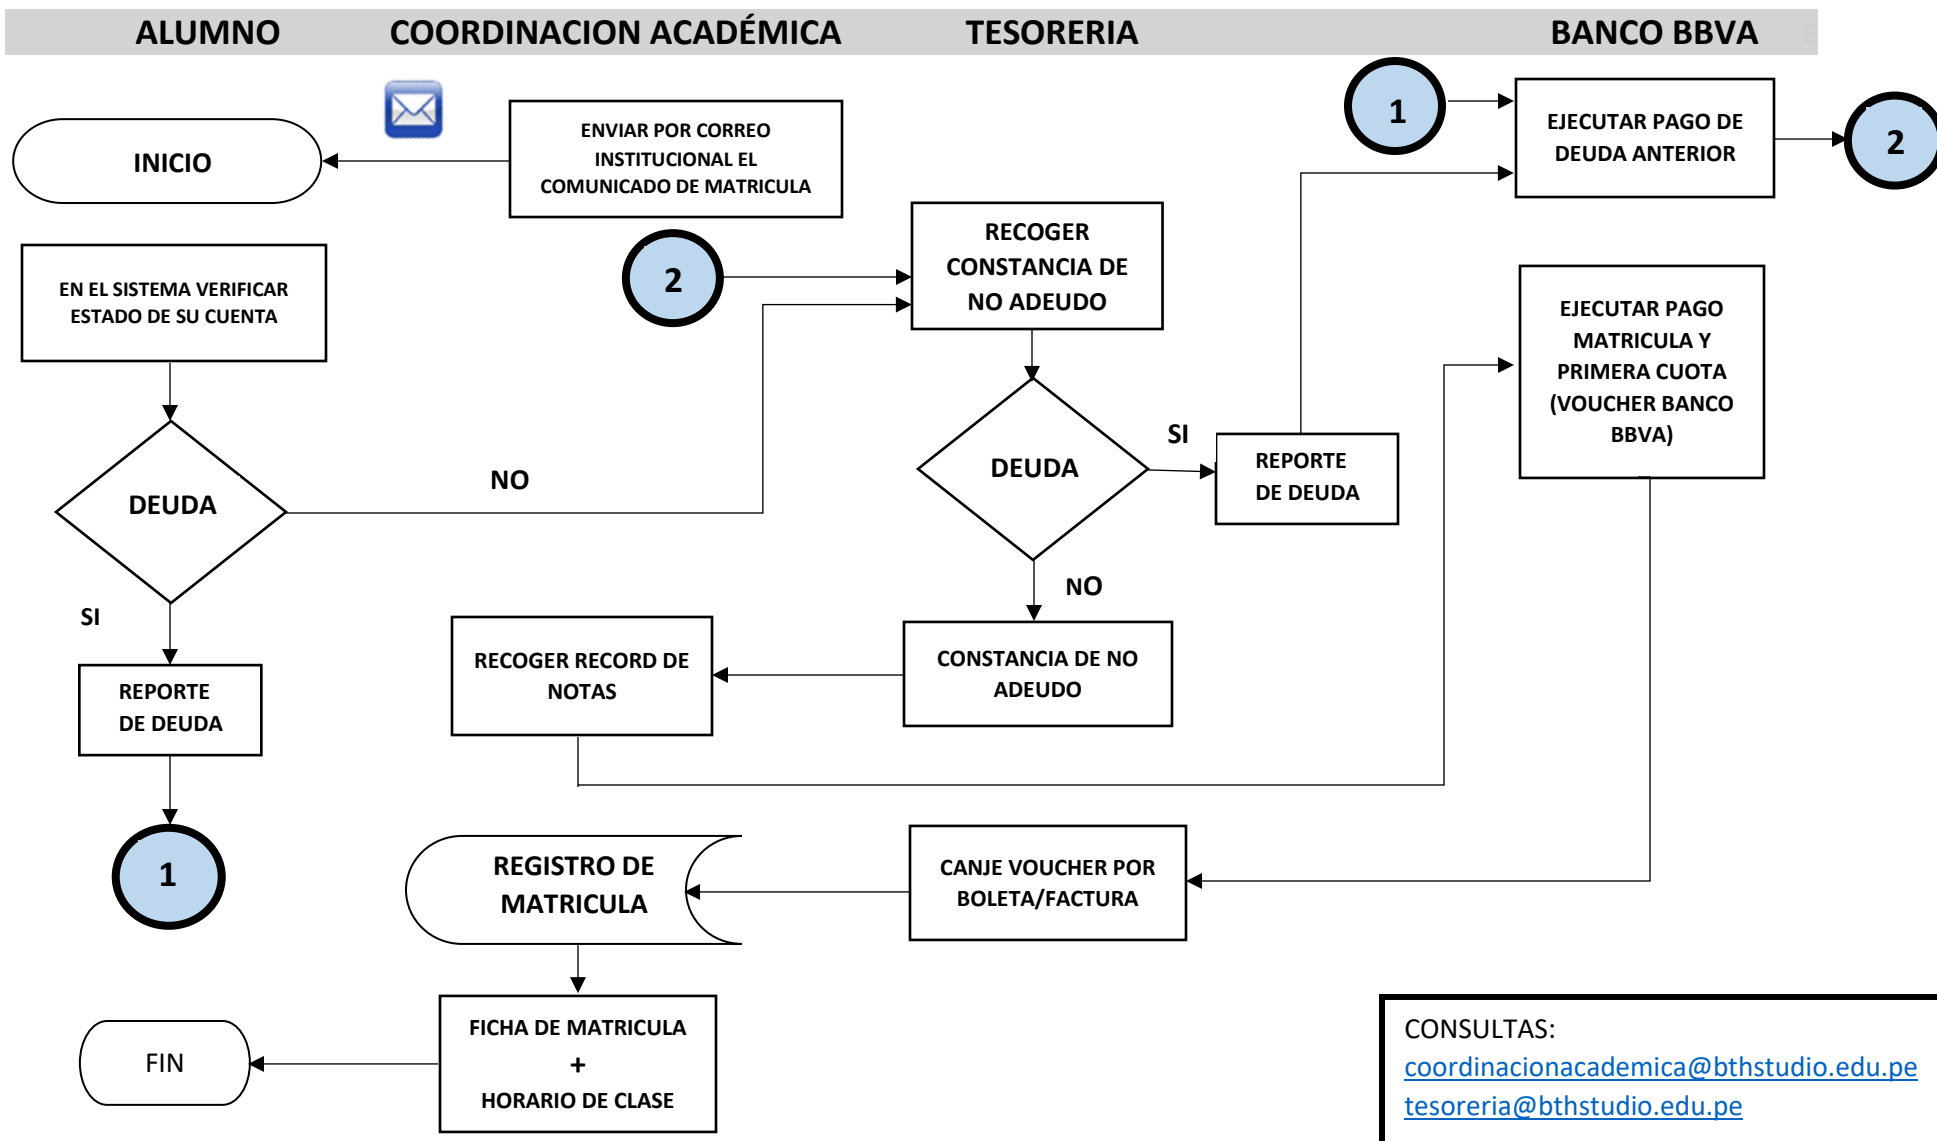 ALUMNO
COORDINACION ACADÉMICA
TESORERIA
BANCO BBVA
INICIO
ENVIAR POR CORREO
INSTITUCIONAL EL
COMUNICADO DE MATRICULA
1
EJECUTAR PAGO DE
DEUDA ANTERIOR
2
EN EL SISTEMA VERIFICAR
ESTADO DE SU CUENTA
2
RECOGER
CONSTANCIA DE
NO ADEUDO
EJECUTAR PAGO
MATRICULA Y
PRIMERA CUOTA
(VOUCHER BANCO
BBVA)
DEUDA
NO
DEUDA
SI
REPORTE
DE DEUDA
SI
NO
REPORTE
DE DEUDA
RECOGER RECORD DE
NOTAS
CONSTANCIA DE NO
ADEUDO
1
REGISTRO DE
MATRICULA
CANJE VOUCHER POR
BOLETA/FACTURA
FIN
FICHA DE MATRICULA
+
HORARIO DE CLASE
CONSULTAS:
coordinacionacademica@bthstudio.edu.pe
tesoreria@bthstudio.edu.pe